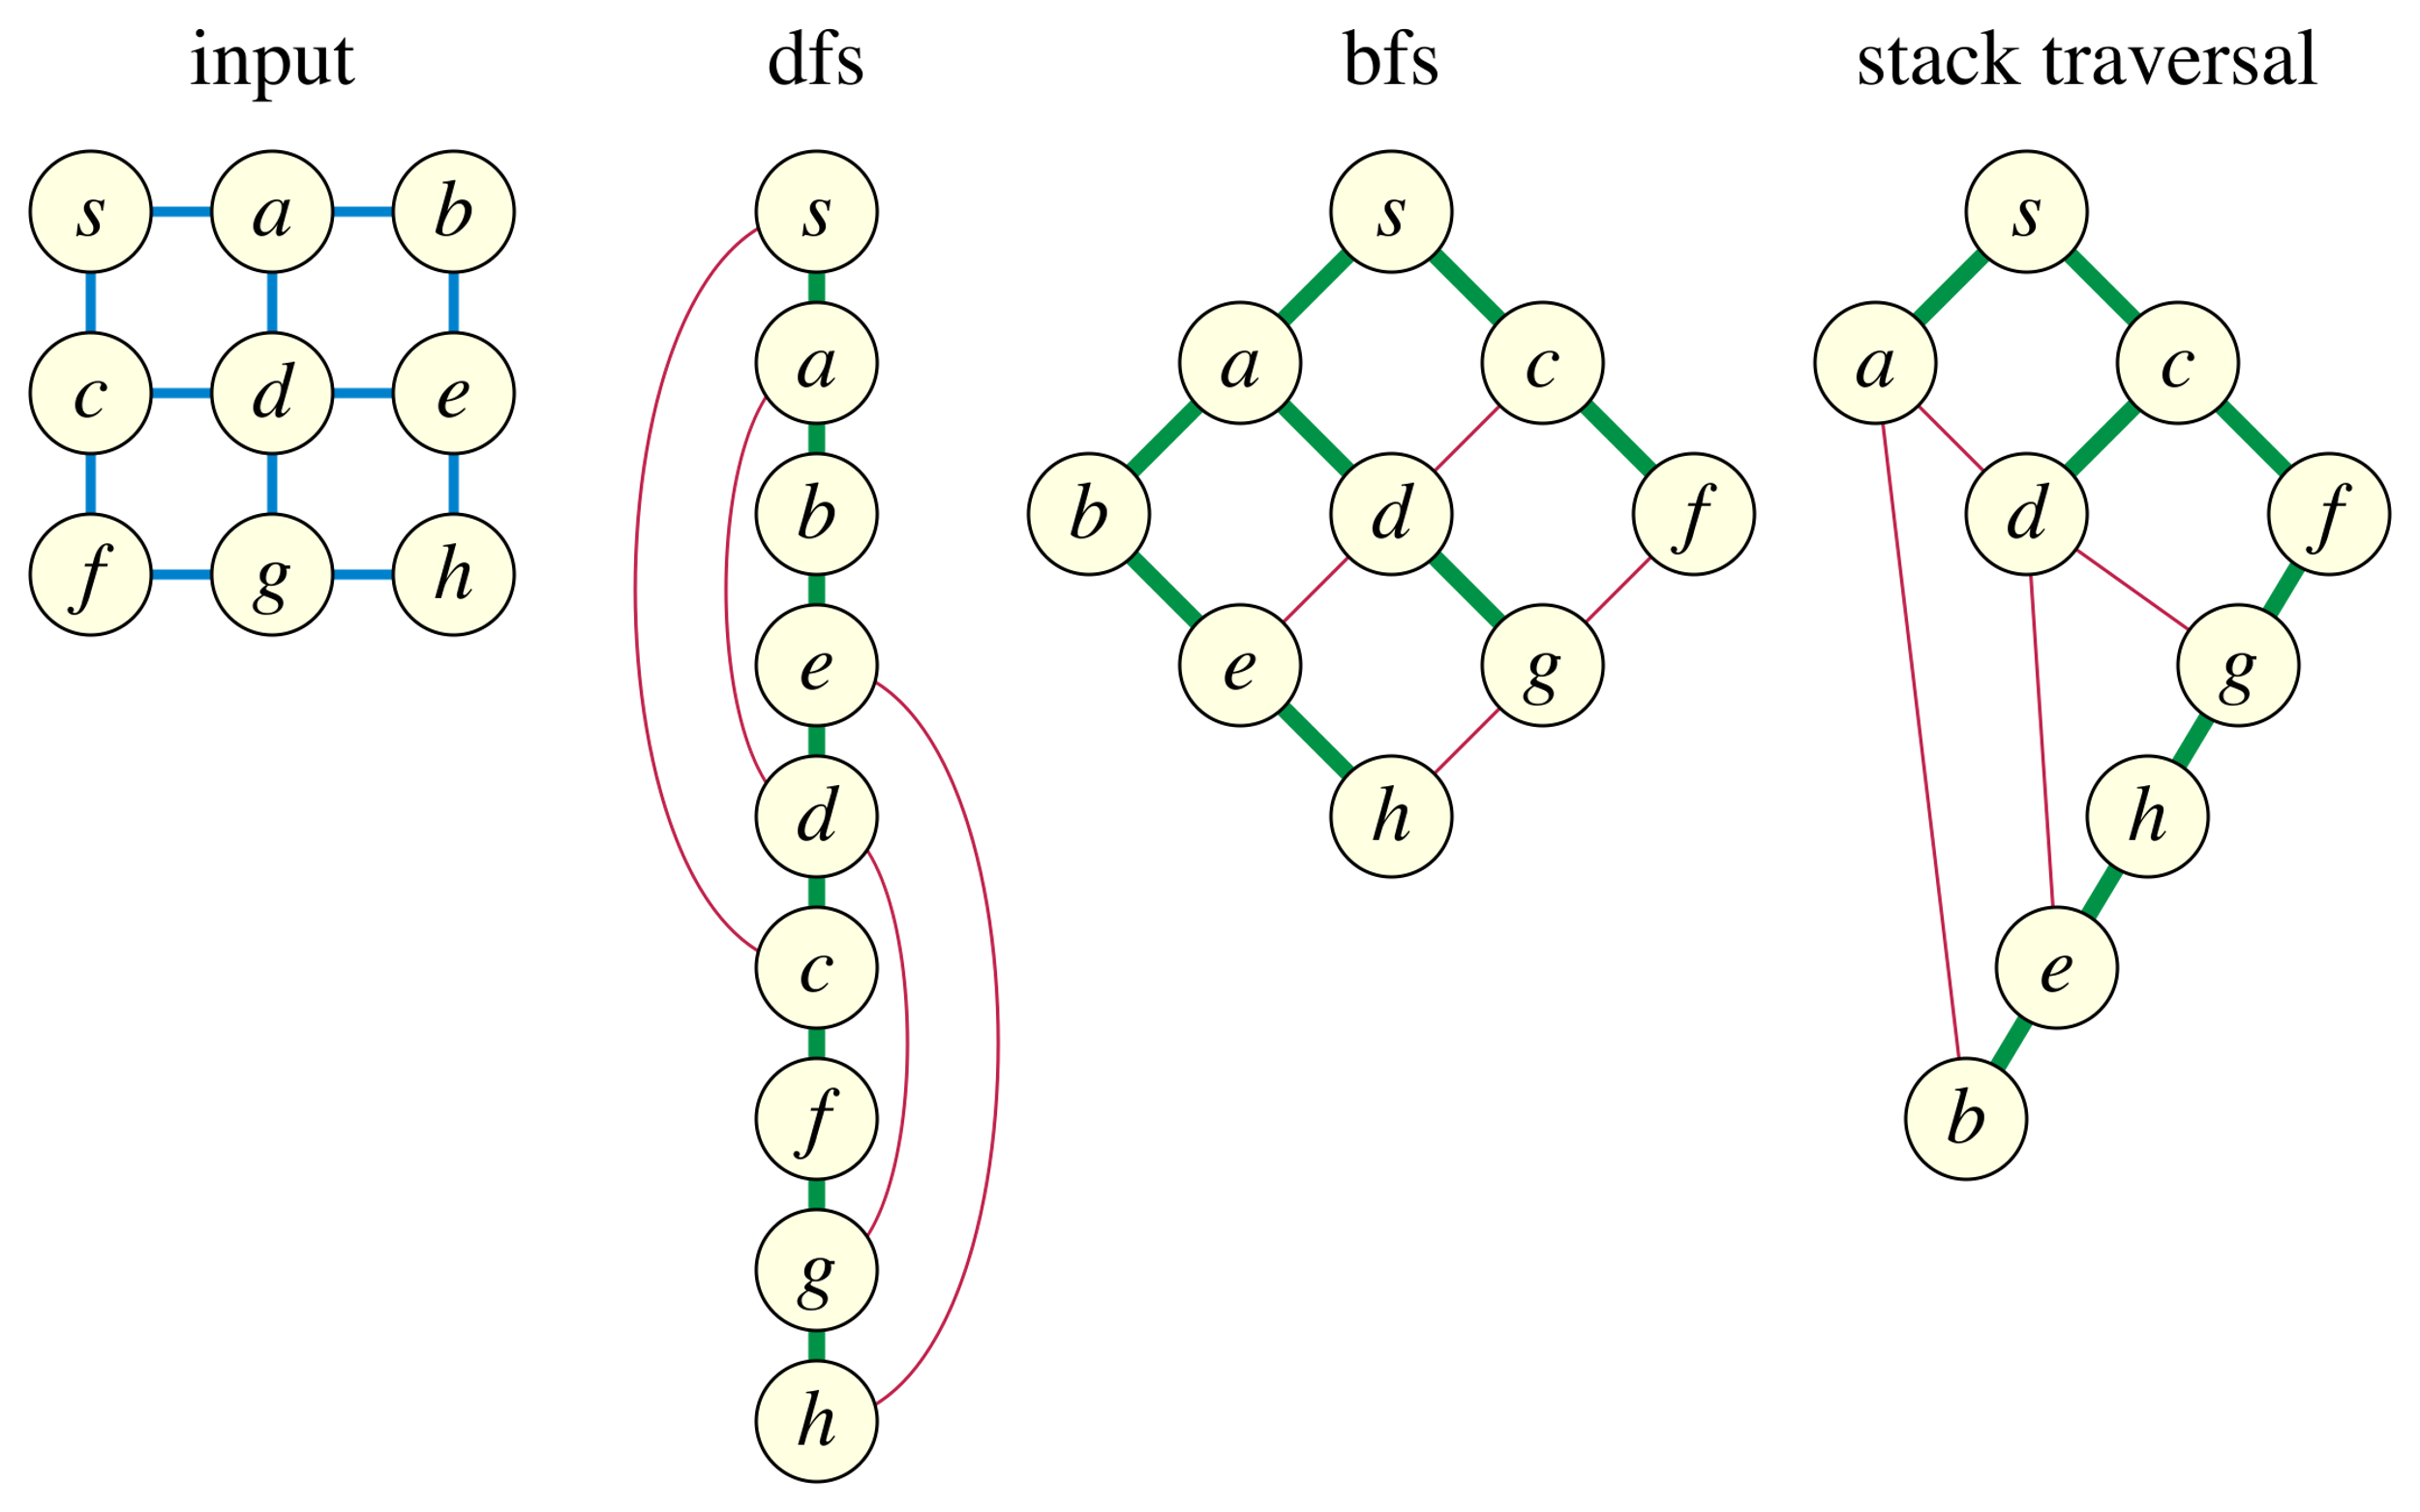 input
dfs
bfs
stack traversal
s a b
c d e
f g h
s
a
b
e
d
c
f
g
h
s
a c
b d f
e g
h
s
a c
d f
g
h
e
b